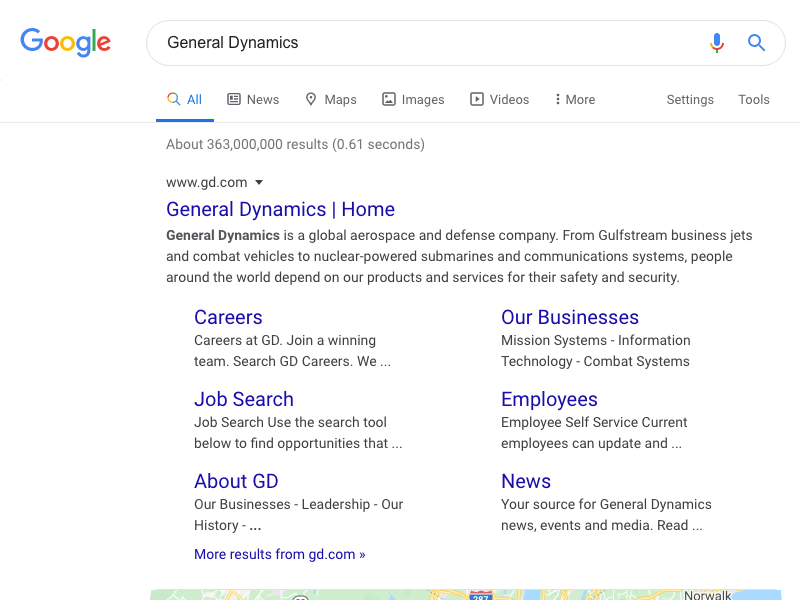 Google
General Dynamics
All
News
Maps
Images
Videos
More
Settings
Tools
About 363,000,000 results (0.61 seconds)
www.gd.com
General Dynamics | Home
General Dynamics is a global aerospace and defense company. From Gulfstream business jets
and combat vehicles to nuclear-powered submarines and communications systems, people
around the world depend on our products and services for their safety and security.
Careers
Careers at GD. Join a winning
team. Search GD Careers. We ...
Our Businesses
Mission Systems - Information
Technology - Combat Systems
Job Search
Job Search Use the search tool
below to find opportunities that ...
Employees
Employee Self Service Current
employees can update and ...
About GD
Our Businesses - Leadership - Our
History - ...
News
Your source for General Dynamics
news, events and media. Read ...
More results from gd.com »
287
Norwalk